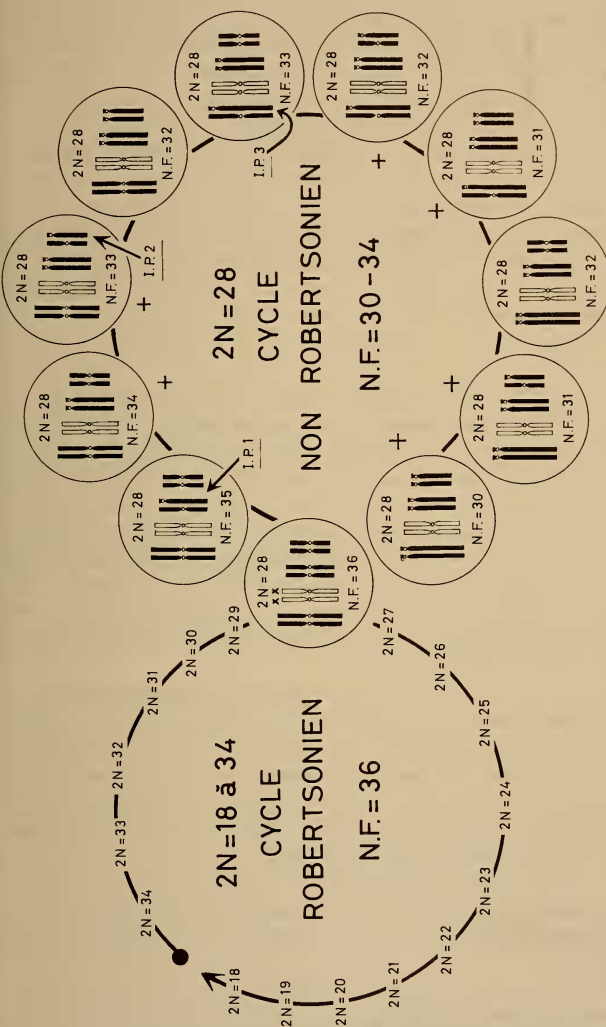 2N=18 à 34
CYCLE
ROBERTSONIEN
N.F.=36
2N=18
2N=19
2N=20
2N=21
2N=22
2N=23
2N=24
2N=25
2N=26
2N=27
2N=29
2N=30
2N=31
2N=32
2N=33
2N=34
2N=28
CYCLE
NON ROBERTSONIEN
N.F.=30-34
2N=28
X X
N.F.=36
2N=28
N.F.=35
I.P.1
2N=28
N.F.=34
+
2N=28
N.F.=33
+
I.P.2
2N=28
N.F.=32
2N=28
N.F.=33
I.P.3
2N=28
N.F.=32
+
2N=28
N.F.=31
+
2N=28
N.F.=32
+
2N=28
N.F.=31
+
2N=28
N.F.=30
+